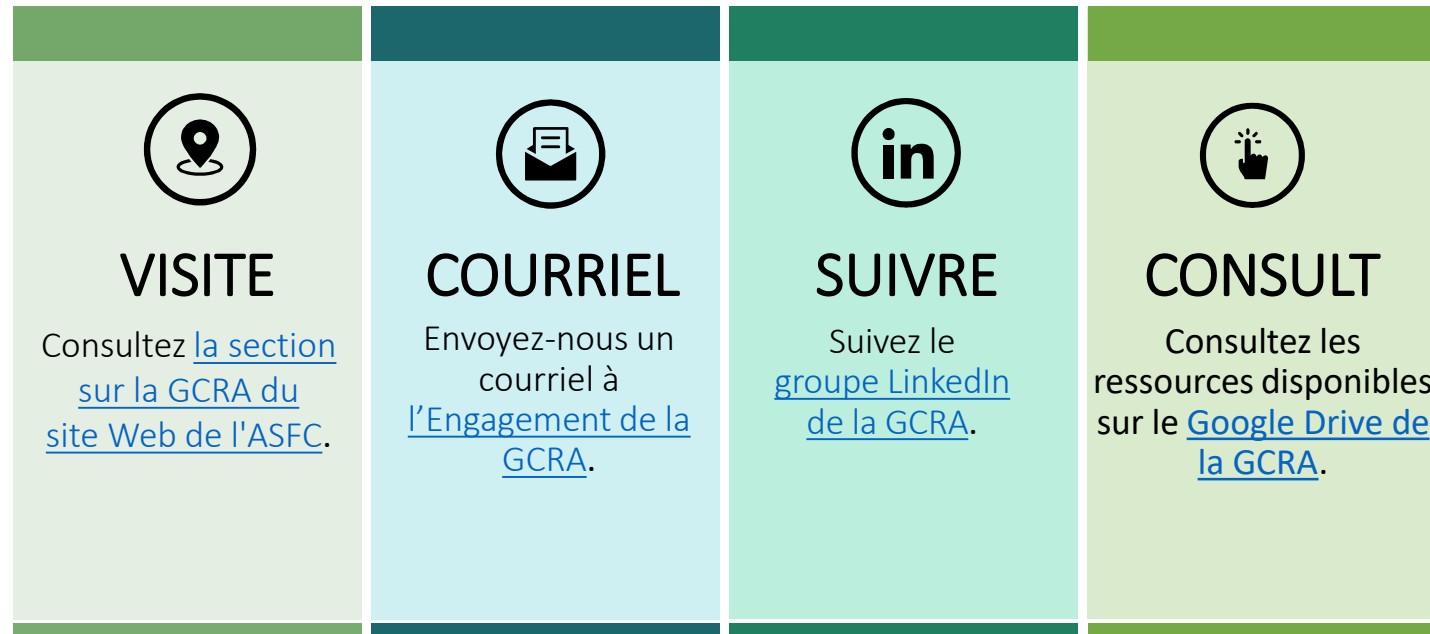 VISITE
Consultez la section
sur la GCRA du
site Web de l'ASFC.
COURRIEL
Envoyez-nous un
courriel à
l’Engagement de la
GCRA.
in
SUIVRE
Suivez le
groupe LinkedIn
de la GCRA.
CONSULT
Consultez les
ressources disponibles
sur le Google Drive de
la GCRA.